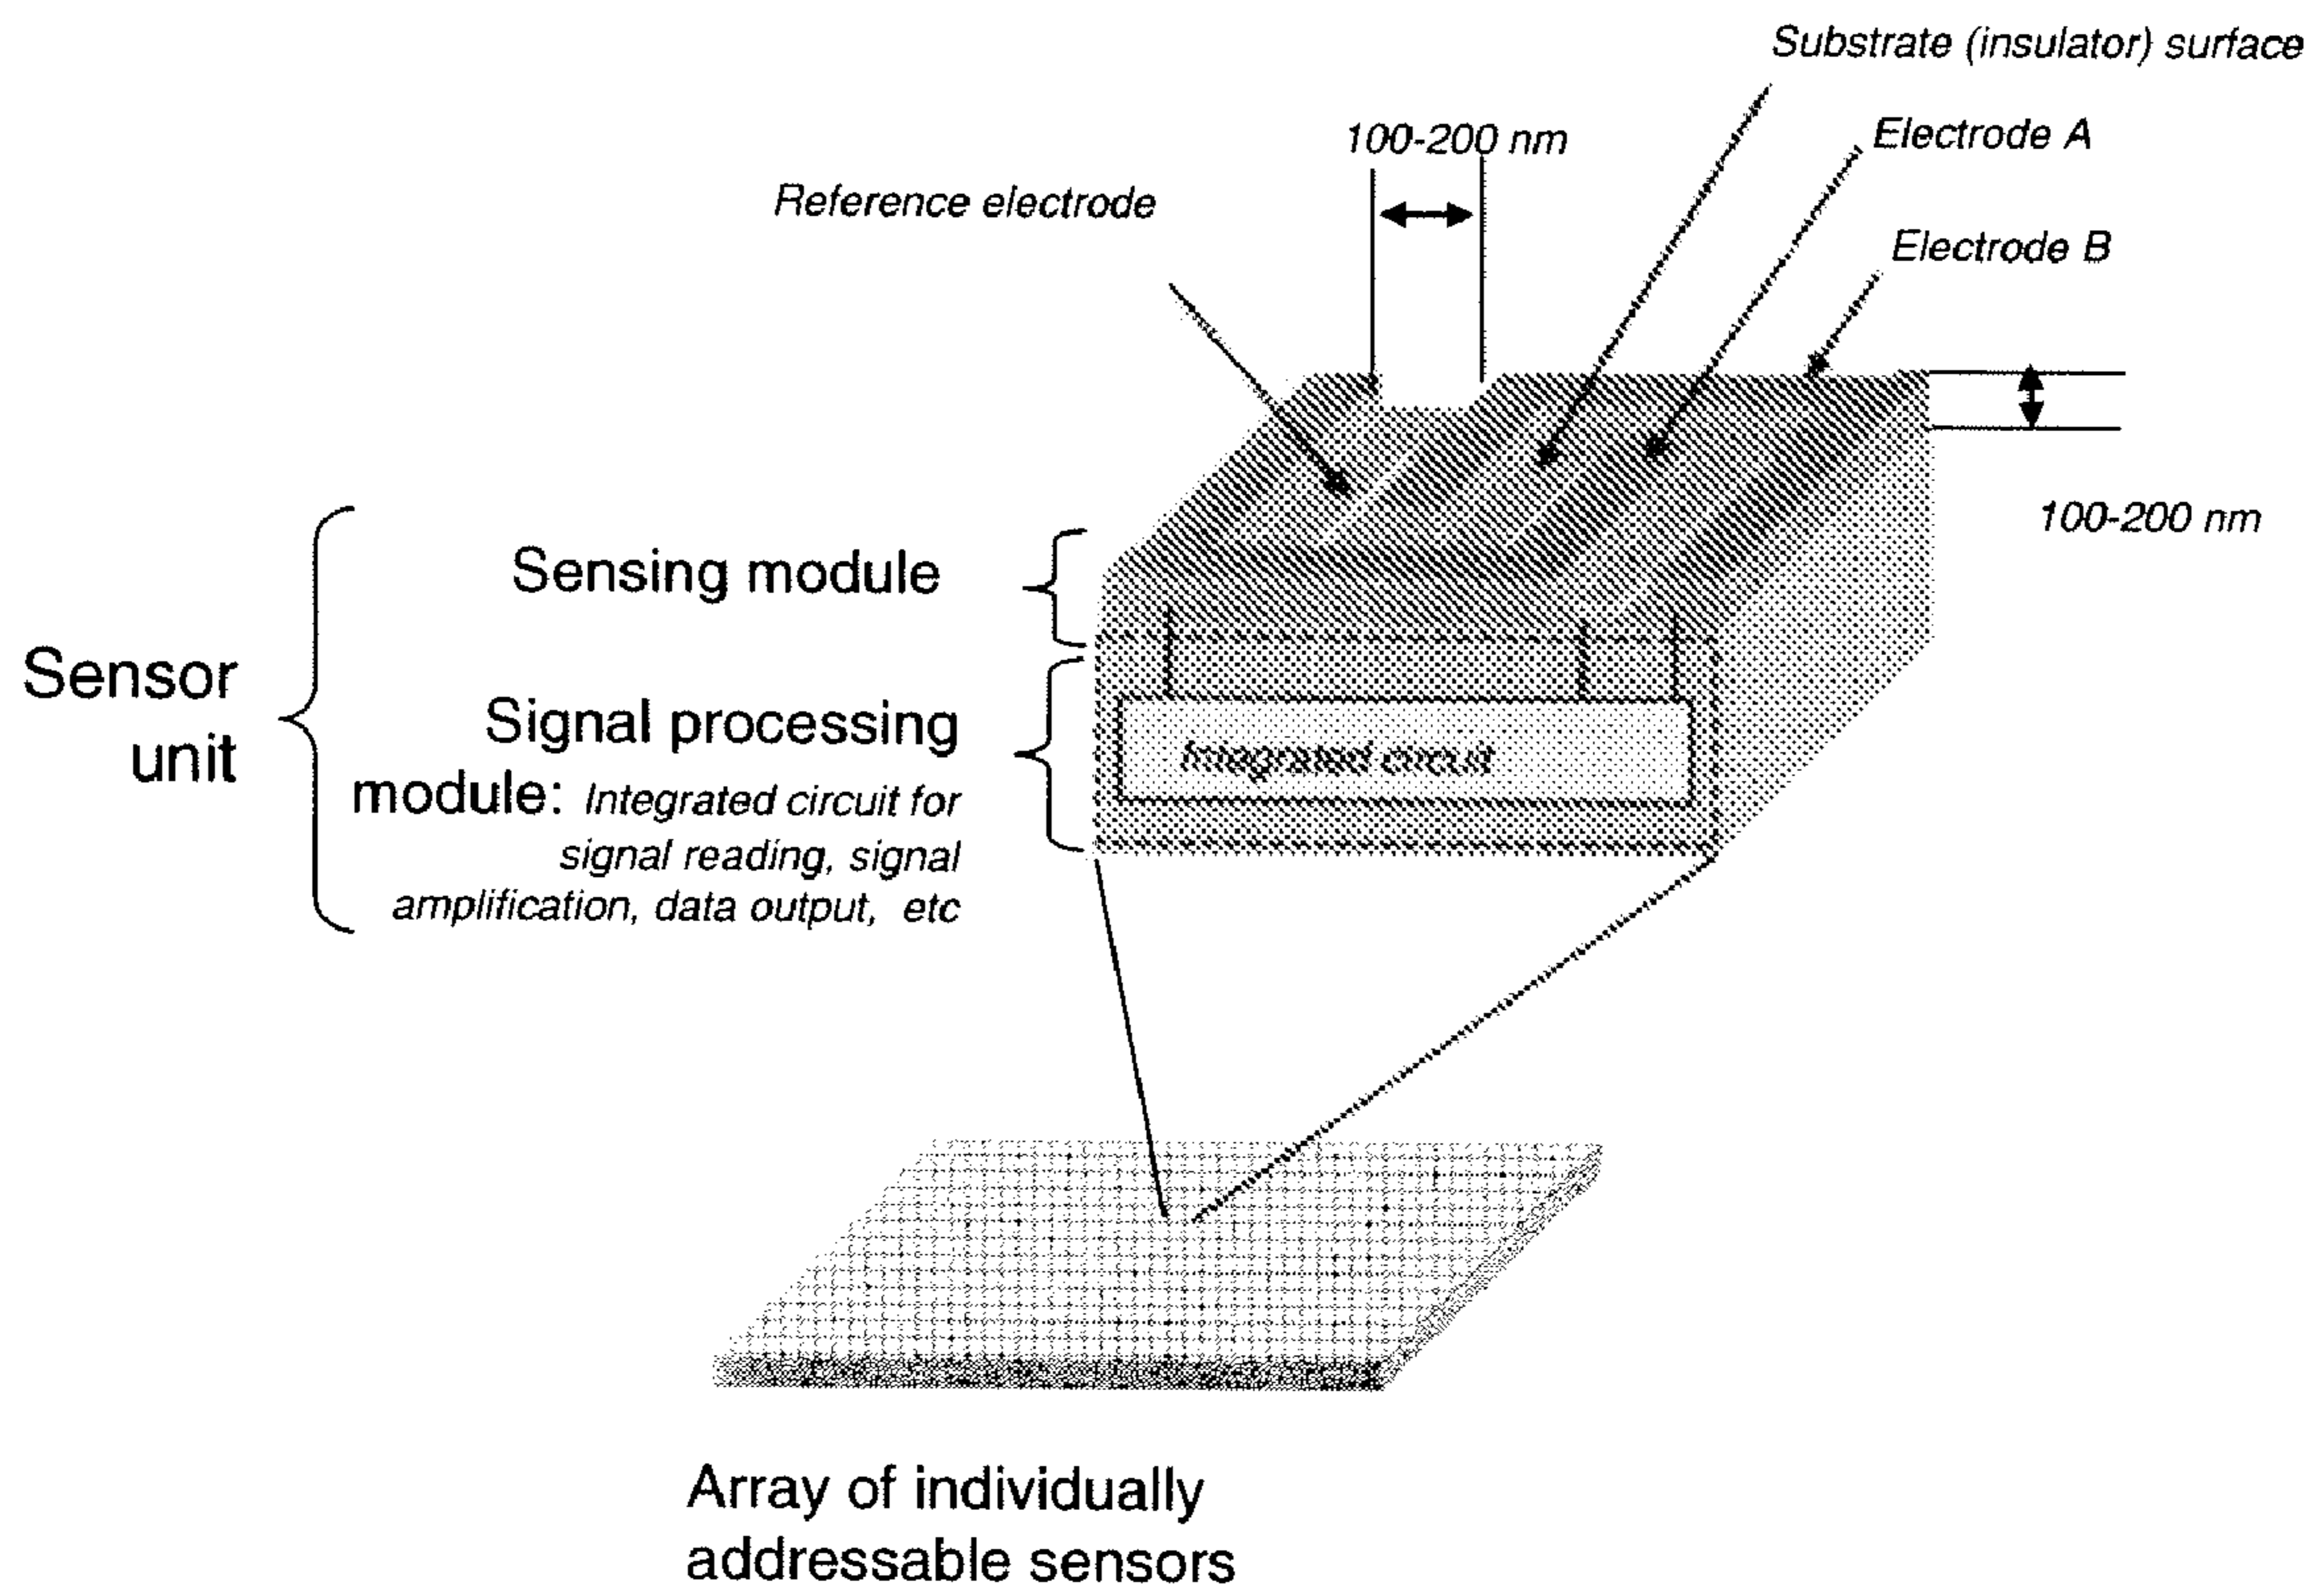 Substrate (insulator) surface
100-200 nm
Electrode A
Reference electrode
Electrode B
100-200 nm
Sensing module
Sensor
unit
Signal processing
module: Integrated circuit for
signal reading, signal
amplification, data output, etc
Integrated circuit
Array of individually
addressable sensors